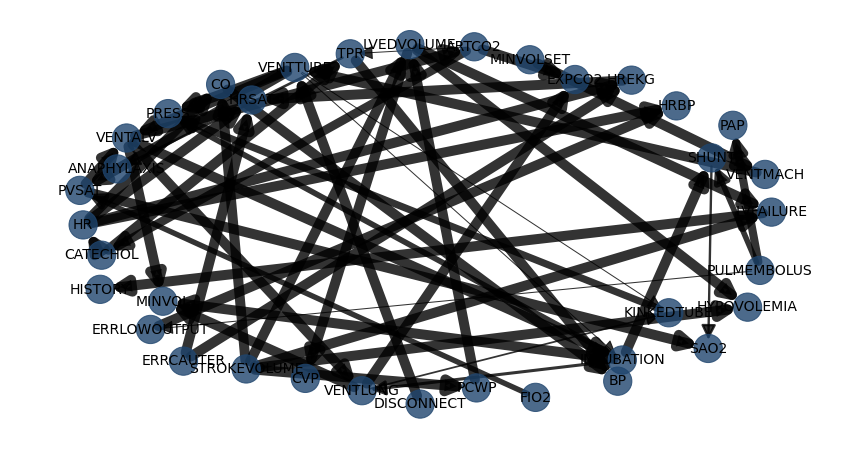 LVEDVOLUME
ARTCO2
TPR
MINVOLSET
VENTTUBE
EXPCO2
HREKG
CO
HRSAT
HRBP
PRESS
PAP
VENTALV
SHUNT
ANAPHYLAXIS
VENTMACH
PVSAT
LVFAILURE
HR
CATECHOL
PULMEMBOLUS
HISTORY
MINVOL
HYPOVOLEMIA
KINKEDTUBE
ERRLOWOUTPUT
SAO2
ERRCAUTER
INTUBATION
STROKEVOLUME
CVP
BP
VENTLUNG
PCWP
DISCONNECT
FIO2